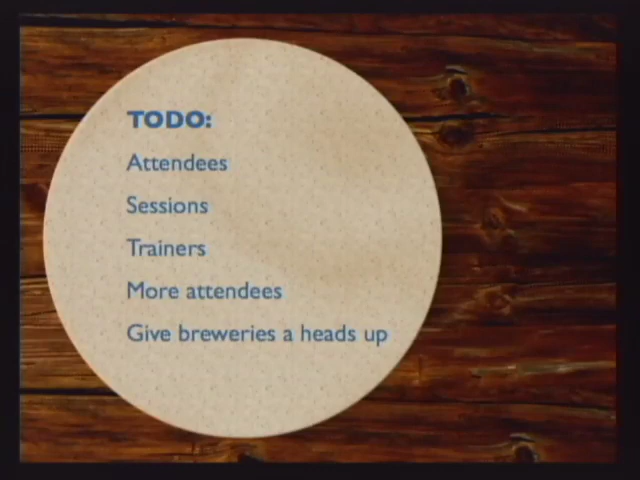 TODO:
Attendees
Sessions
Trainers
More attendees
Give breweries a heads up